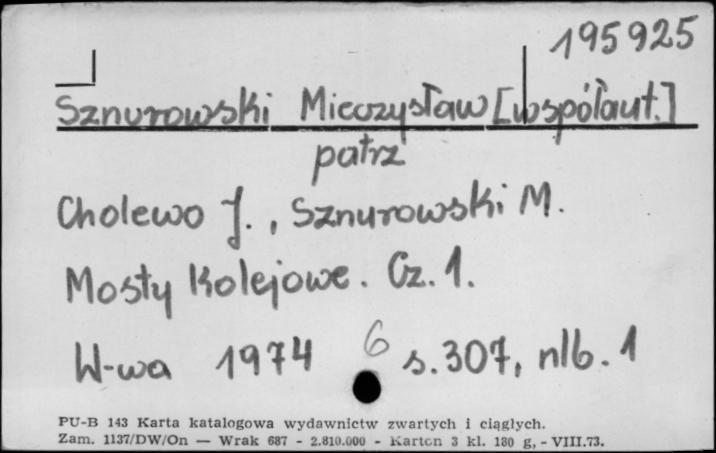 195925
Sznurowski Mieczysław [współaut.]
patrz
Cholewo J., Sznurowski M.
Mosty kolejowe. Cz. 1.
W-wa 1974 6 s. 307, nlb. 1
PU-B 143 Karta katalogowa wydawnictw zwartych i ciągłych.
Zam. 1137/DW/On — Wrak 687 - 2.810.000 - Karton 3 kl. 180 g, - VIII.73.